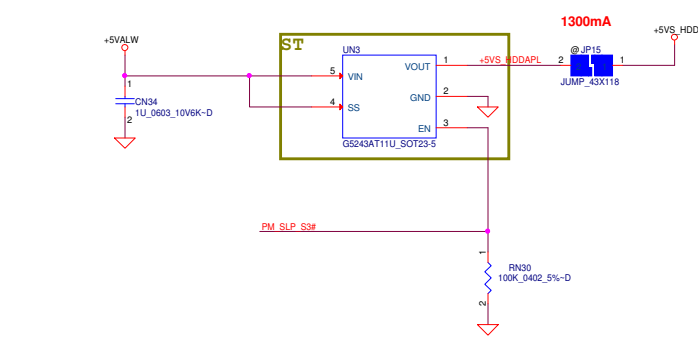 1300mA
+5VS_HDD
+5VALW
ST
UN3
@ JP15
VOUT 1 +5VS_HDDAPL 2 1
5 VIN
JUMP_43X118
1
GND 2
CN34
4 SS
1U_0603_10V6K~D
2
EN 3
G5243AT11U_SOT23-5
PM_SLP_S3#
1
RN30
100K_0402_5%~D
2